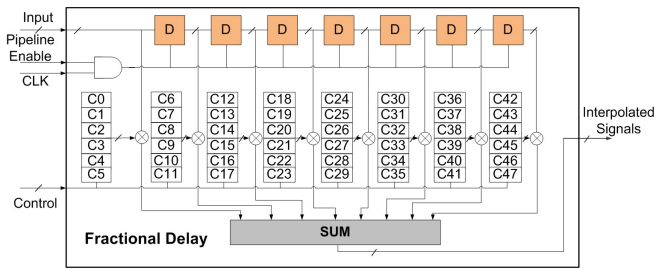 Input
D D D D D D D
Pipeline
Enable
CLK
C0 C6 C12 C18 C24 C30 C36 C42
C1 C7 C13 C19 C25 C31 C37 C43
C2 C8 C14 C20 C26 C32 C38 C44
C3 C9 C15 C21 C27 C33 C39 C45
C4 C10 C16 C22 C28 C34 C40 C46
C5 C11 C17 C23 C29 C35 C41 C47
Interpolated
Signals
Control
SUM
Fractional Delay